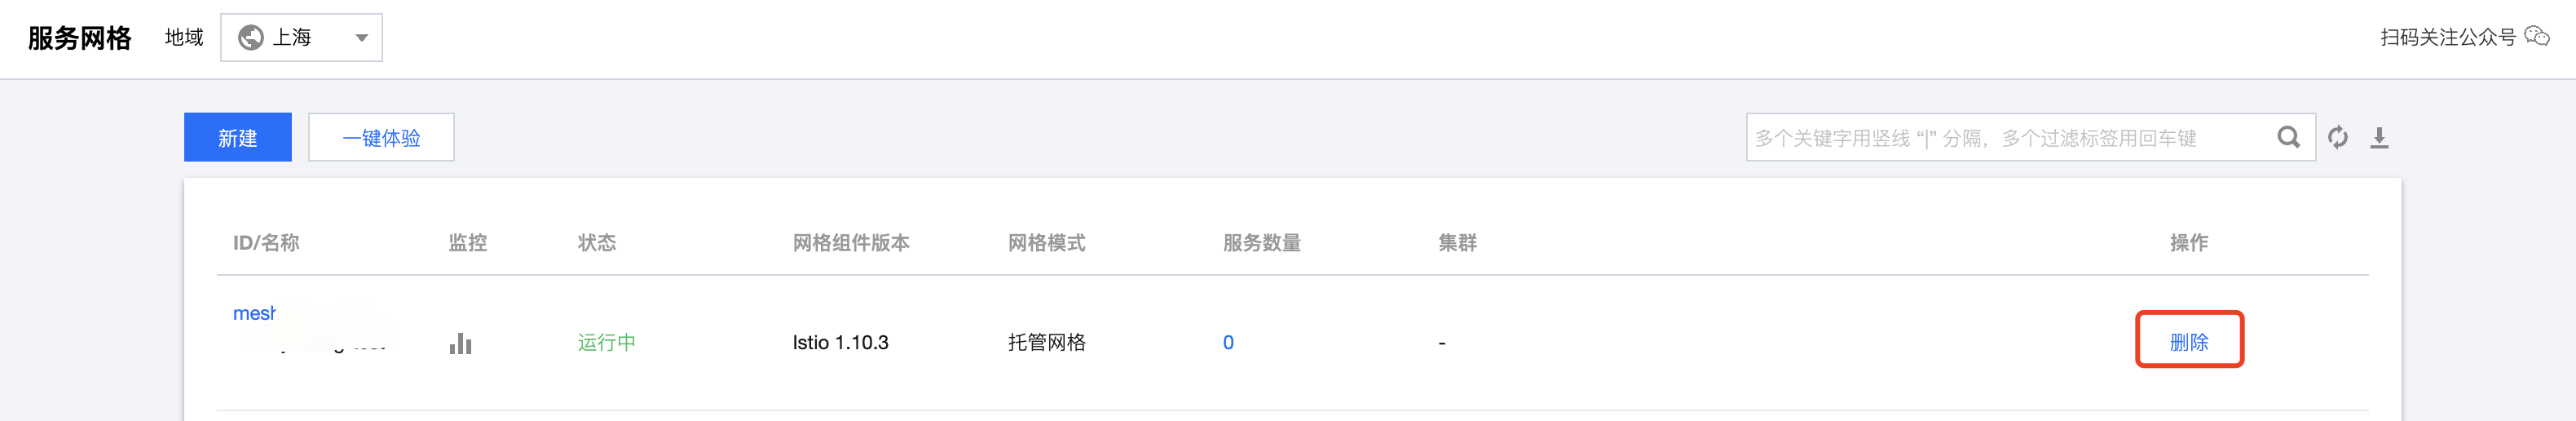 服务网格 地域 上海 扫码关注公众号
新建 一键体验 多个关键字用竖线 “|” 分�，多个过滤标签用回车键
ID/名称 监控 状态 网格组件版本 网格模式 服务数量 集群 操作
mesh
运行中 Istio 1.10.3 托管网格 0 - 删除